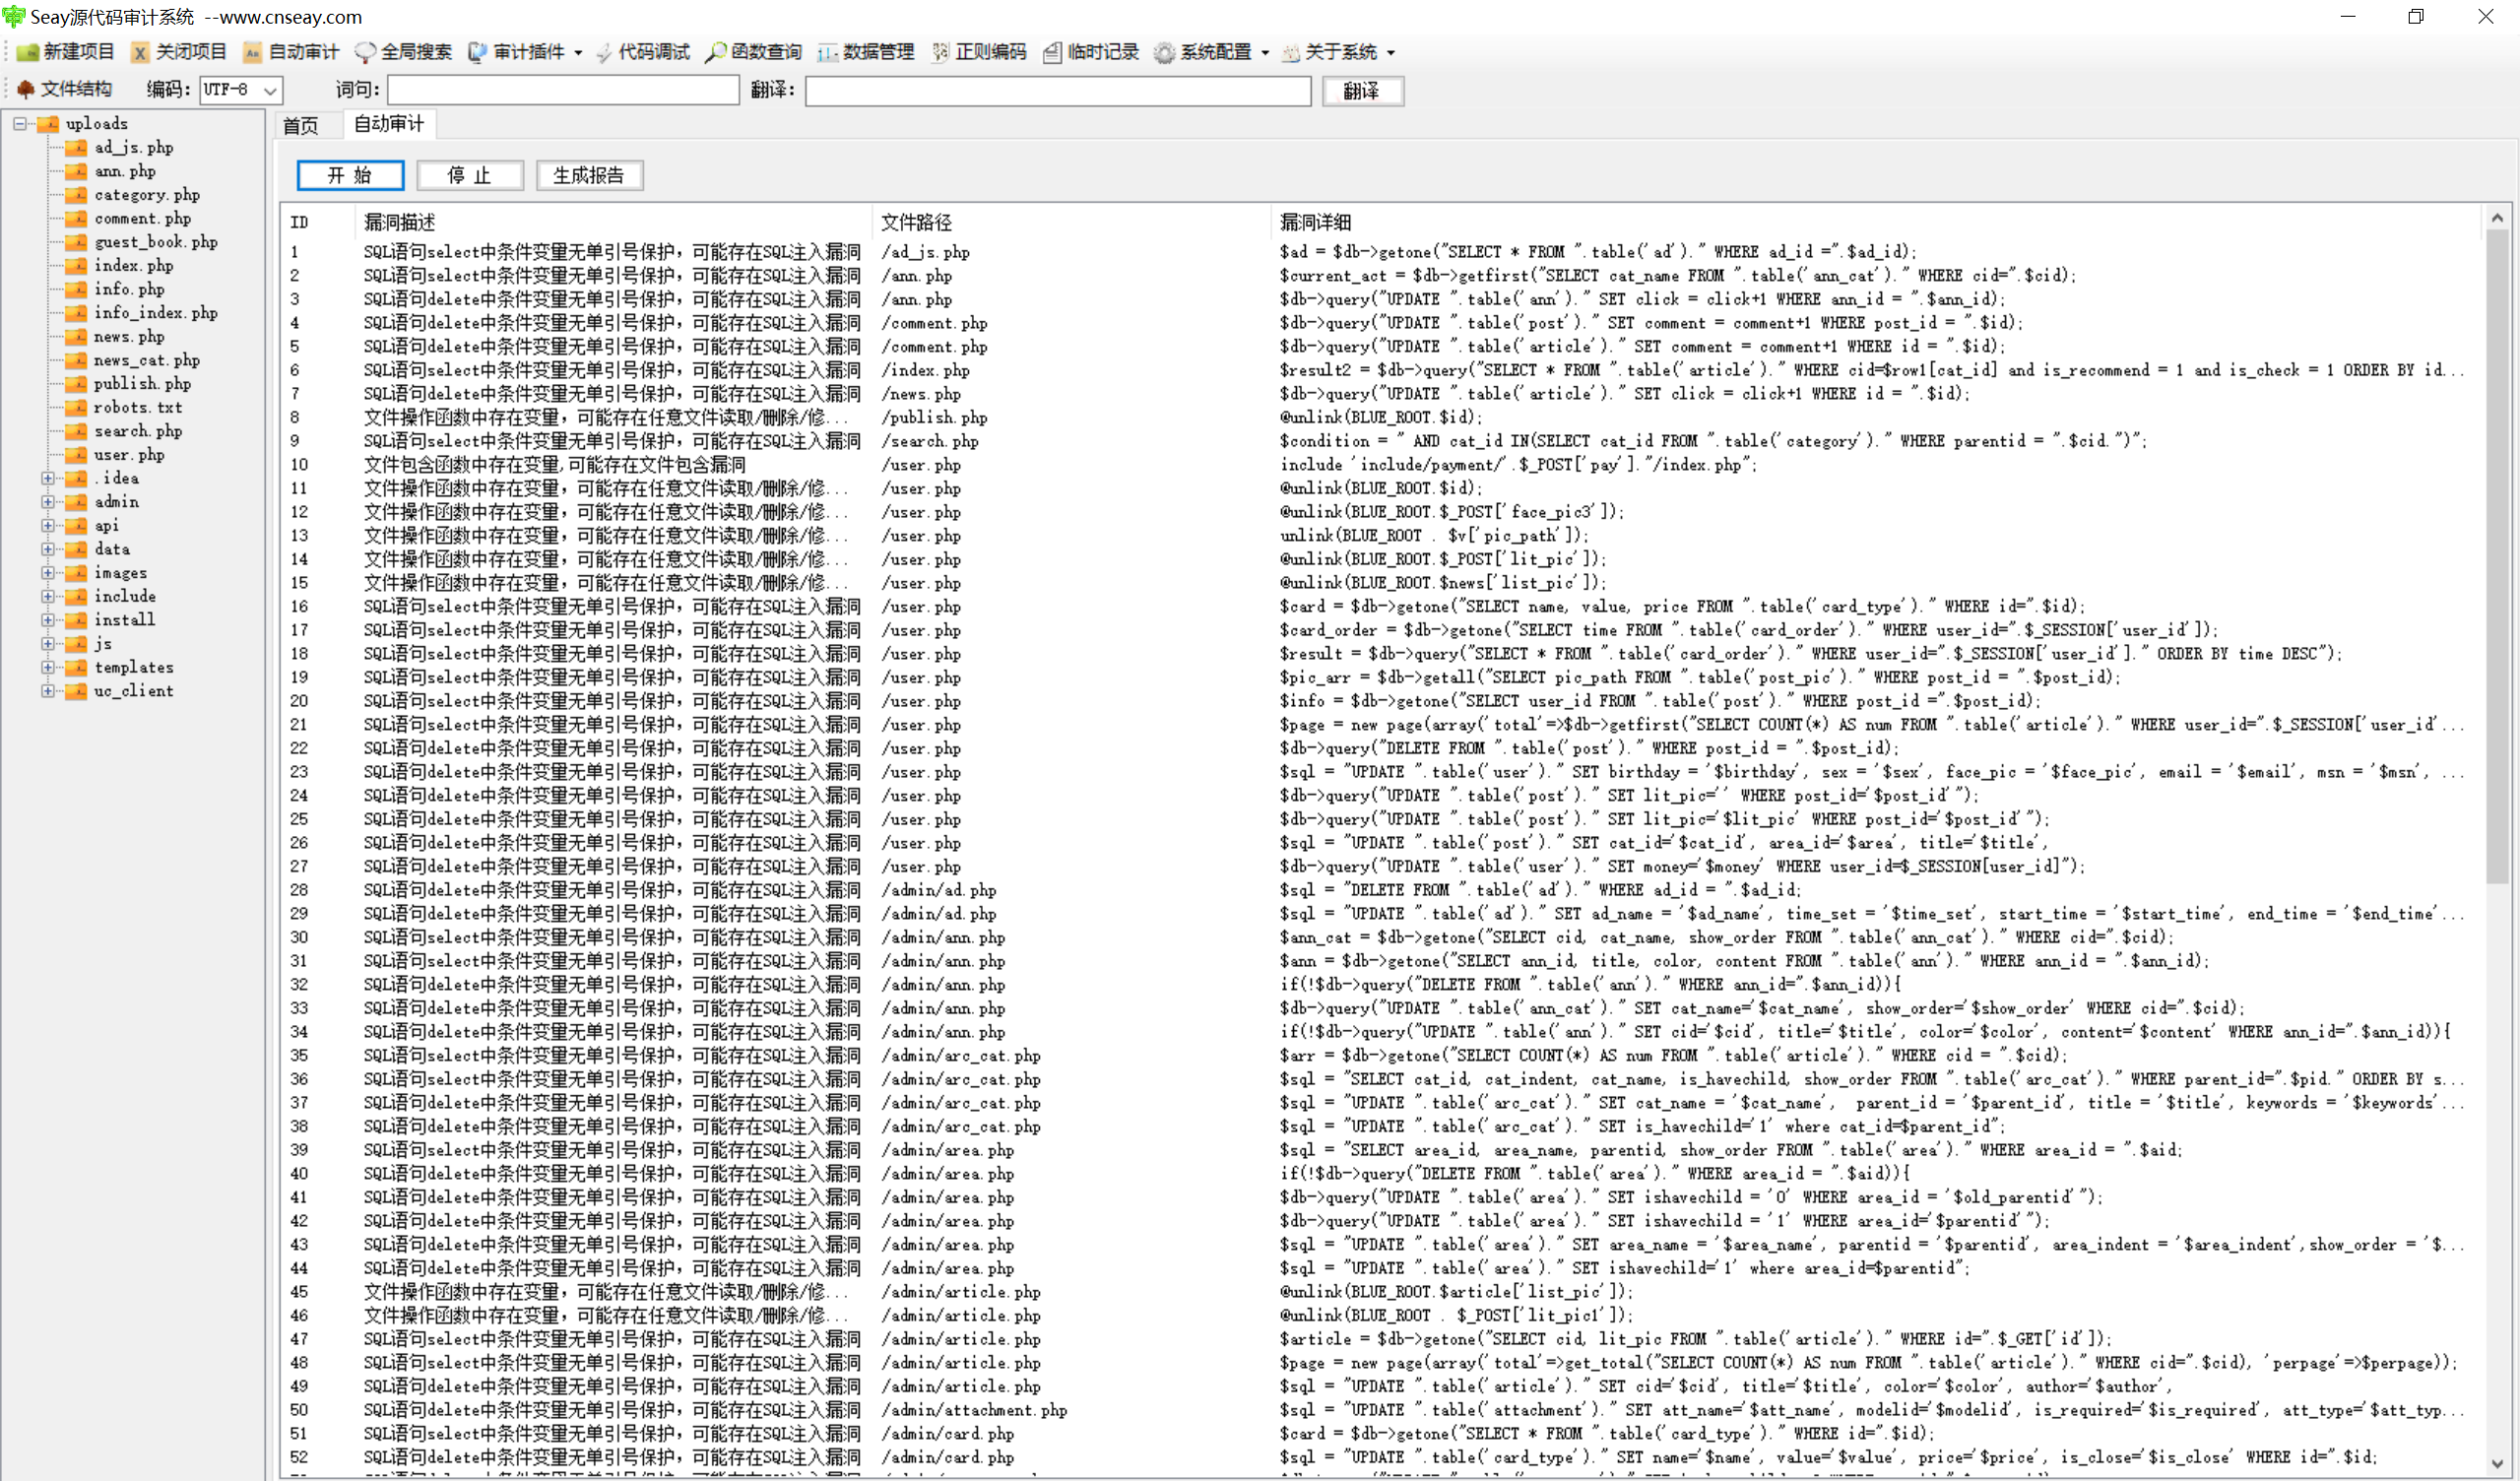 Seay源代码审计系统 --www.cnseay.com
新建项目 关闭项目 自动审计 全局搜索 审计插件 代码调试 函数查询 数据管理 正则编码 临时记录 系统配置 关于系统
文件结构 编码: UTF-8 词句: 翻译: 翻译
uploads
ad_js.php
ann.php
category.php
comment.php
guest_book.php
index.php
info.php
info_index.php
news.php
news_cat.php
publish.php
robots.txt
search.php
user.php
.idea
admin
api
data
images
include
install
js
templates
uc_client
首页 自动审计
开 始 停 止 生成报告
ID 漏洞描述 文件路径 漏洞详细
1 SQL语句select中条件变量无单引号保护，可能存在SQL注入漏洞 /ad_js.php $ad = $db->getone("SELECT * FROM ".table('ad')." WHERE ad_id =".$ad_id);
2 SQL语句select中条件变量无单引号保护，可能存在SQL注入漏洞 /ann.php $current_act = $db->getfirst("SELECT cat_name FROM ".table('ann_cat')." WHERE cid=".$cid);
3 SQL语句delete中条件变量无单引号保护，可能存在SQL注入漏洞 /ann.php $db->query("UPDATE ".table('ann')." SET click = click+1 WHERE ann_id = ".$ann_id);
4 SQL语句delete中条件变量无单引号保护，可能存在SQL注入漏洞 /comment.php $db->query("UPDATE ".table('post')." SET comment = comment+1 WHERE post_id = ".$id);
5 SQL语句delete中条件变量无单引号保护，可能存在SQL注入漏洞 /comment.php $db->query("UPDATE ".table('article')." SET comment = comment+1 WHERE id = ".$id);
6 SQL语句select中条件变量无单引号保护，可能存在SQL注入漏洞 /index.php $result2 = $db->query("SELECT * FROM ".table('article')." WHERE cid=$row1[cat_id] and is_recommend = 1 and is_check = 1 ORDER BY id...
7 SQL语句delete中条件变量无单引号保护，可能存在SQL注入漏洞 /news.php $db->query("UPDATE ".table('article')." SET click = click+1 WHERE id = ".$id);
8 文件操作函数中存在变量，可能存在任意文件读取/删除/修... /publish.php @unlink(BLUE_ROOT.$id);
9 SQL语句select中条件变量无单引号保护，可能存在SQL注入漏洞 /search.php $condition = " AND cat_id IN(SELECT cat_id FROM ".table('category')." WHERE parentid = ".$cid.")";
10 文件包含函数中存在变量,可能存在文件包含漏洞 /user.php include 'include/payment/'.$_POST['pay']."/index.php";
11 文件操作函数中存在变量，可能存在任意文件读取/删除/修... /user.php @unlink(BLUE_ROOT.$id);
12 文件操作函数中存在变量，可能存在任意文件读取/删除/修... /user.php @unlink(BLUE_ROOT.$_POST['face_pic3']);
13 文件操作函数中存在变量，可能存在任意文件读取/删除/修... /user.php unlink(BLUE_ROOT . $v['pic_path']);
14 文件操作函数中存在变量，可能存在任意文件读取/删除/修... /user.php @unlink(BLUE_ROOT.$_POST['lit_pic']);
15 文件操作函数中存在变量，可能存在任意文件读取/删除/修... /user.php @unlink(BLUE_ROOT.$news['list_pic']);
16 SQL语句select中条件变量无单引号保护，可能存在SQL注入漏洞 /user.php $card = $db->getone("SELECT name, value, price FROM ".table('card_type')." WHERE id=".$id);
17 SQL语句select中条件变量无单引号保护，可能存在SQL注入漏洞 /user.php $card_order = $db->getone("SELECT time FROM ".table('card_order')." WHERE user_id=".$_SESSION['user_id']);
18 SQL语句select中条件变量无单引号保护，可能存在SQL注入漏洞 /user.php $result = $db->query("SELECT * FROM ".table('card_order')." WHERE user_id=".$_SESSION['user_id']." ORDER BY time DESC");
19 SQL语句select中条件变量无单引号保护，可能存在SQL注入漏洞 /user.php $pic_arr = $db->getall("SELECT pic_path FROM ".table('post_pic')." WHERE post_id = ".$post_id);
20 SQL语句select中条件变量无单引号保护，可能存在SQL注入漏洞 /user.php $info = $db->getone("SELECT user_id FROM ".table('post')." WHERE post_id =".$post_id);
21 SQL语句select中条件变量无单引号保护，可能存在SQL注入漏洞 /user.php $page = new page(array('total'=>$db->getfirst("SELECT COUNT(*) AS num FROM ".table('article')." WHERE user_id=".$_SESSION['user_id'...
22 SQL语句delete中条件变量无单引号保护，可能存在SQL注入漏洞 /user.php $db->query("DELETE FROM ".table('post')." WHERE post_id = ".$post_id);
23 SQL语句delete中条件变量无单引号保护，可能存在SQL注入漏洞 /user.php $sql = "UPDATE ".table('user')." SET birthday = '$birthday', sex = '$sex', face_pic = '$face_pic', email = '$email', msn = '$msn', ...
24 SQL语句delete中条件变量无单引号保护，可能存在SQL注入漏洞 /user.php $db->query("UPDATE ".table('post')." SET lit_pic='' WHERE post_id='$post_id'");
25 SQL语句delete中条件变量无单引号保护，可能存在SQL注入漏洞 /user.php $db->query("UPDATE ".table('post')." SET lit_pic='$lit_pic' WHERE post_id='$post_id'");
26 SQL语句delete中条件变量无单引号保护，可能存在SQL注入漏洞 /user.php $sql = "UPDATE ".table('post')." SET cat_id='$cat_id', area_id='$area', title='$title',
27 SQL语句delete中条件变量无单引号保护，可能存在SQL注入漏洞 /user.php $db->query("UPDATE ".table('user')." SET money='$money' WHERE user_id=$_SESSION[user_id]");
28 SQL语句delete中条件变量无单引号保护，可能存在SQL注入漏洞 /admin/ad.php $sql = "DELETE FROM ".table('ad')." WHERE ad_id = ".$ad_id;
29 SQL语句delete中条件变量无单引号保护，可能存在SQL注入漏洞 /admin/ad.php $sql = "UPDATE ".table('ad')." SET ad_name = '$ad_name', time_set = '$time_set', start_time = '$start_time', end_time = '$end_time'...
30 SQL语句select中条件变量无单引号保护，可能存在SQL注入漏洞 /admin/ann.php $ann_cat = $db->getone("SELECT cid, cat_name, show_order FROM ".table('ann_cat')." WHERE cid=".$cid);
31 SQL语句select中条件变量无单引号保护，可能存在SQL注入漏洞 /admin/ann.php $ann = $db->getone("SELECT ann_id, title, color, content FROM ".table('ann')." WHERE ann_id = ".$ann_id);
32 SQL语句delete中条件变量无单引号保护，可能存在SQL注入漏洞 /admin/ann.php if(!$db->query("DELETE FROM ".table('ann')." WHERE ann_id=".$ann_id)){
33 SQL语句delete中条件变量无单引号保护，可能存在SQL注入漏洞 /admin/ann.php $db->query("UPDATE ".table('ann_cat')." SET cat_name='$cat_name', show_order='$show_order' WHERE cid=".$cid);
34 SQL语句delete中条件变量无单引号保护，可能存在SQL注入漏洞 /admin/ann.php if(!$db->query("UPDATE ".table('ann')." SET cid='$cid', title='$title', color='$color', content='$content' WHERE ann_id=".$ann_id)){
35 SQL语句select中条件变量无单引号保护，可能存在SQL注入漏洞 /admin/arc_cat.php $arr = $db->getone("SELECT COUNT(*) AS num FROM ".table('article')." WHERE cid = ".$cid);
36 SQL语句select中条件变量无单引号保护，可能存在SQL注入漏洞 /admin/arc_cat.php $sql = "SELECT cat_id, cat_indent, cat_name, is_havechild, show_order FROM ".table('arc_cat')." WHERE parent_id=".$pid." ORDER BY s...
37 SQL语句delete中条件变量无单引号保护，可能存在SQL注入漏洞 /admin/arc_cat.php $sql = "UPDATE ".table('arc_cat')." SET cat_name = '$cat_name', parent_id = '$parent_id', title = '$title', keywords = '$keywords'...
38 SQL语句delete中条件变量无单引号保护，可能存在SQL注入漏洞 /admin/arc_cat.php $sql = "UPDATE ".table('arc_cat')." SET is_havechild='1' where cat_id=$parent_id";
39 SQL语句select中条件变量无单引号保护，可能存在SQL注入漏洞 /admin/area.php $sql = "SELECT area_id, area_name, parentid, show_order FROM ".table('area')." WHERE area_id = ".$aid;
40 SQL语句delete中条件变量无单引号保护，可能存在SQL注入漏洞 /admin/area.php if(!$db->query("DELETE FROM ".table('area')." WHERE area_id = ".$aid)){
41 SQL语句delete中条件变量无单引号保护，可能存在SQL注入漏洞 /admin/area.php $db->query("UPDATE ".table('area')." SET ishavechild = '0' WHERE area_id = '$old_parentid'");
42 SQL语句delete中条件变量无单引号保护，可能存在SQL注入漏洞 /admin/area.php $db->query("UPDATE ".table('area')." SET ishavechild = '1' WHERE area_id='$parentid'");
43 SQL语句delete中条件变量无单引号保护，可能存在SQL注入漏洞 /admin/area.php $sql = "UPDATE ".table('area')." SET area_name = '$area_name', parentid = '$parentid', area_indent = '$area_indent',show_order = '$...
44 SQL语句delete中条件变量无单引号保护，可能存在SQL注入漏洞 /admin/area.php $sql = "UPDATE ".table('area')." SET ishavechild='1' where area_id=$parentid";
45 文件操作函数中存在变量，可能存在任意文件读取/删除/修... /admin/article.php @unlink(BLUE_ROOT.$article['list_pic']);
46 文件操作函数中存在变量，可能存在任意文件读取/删除/修... /admin/article.php @unlink(BLUE_ROOT . $_POST['lit_pic1']);
47 SQL语句select中条件变量无单引号保护，可能存在SQL注入漏洞 /admin/article.php $article = $db->getone("SELECT cid, lit_pic FROM ".table('article')." WHERE id=".$_GET['id']);
48 SQL语句select中条件变量无单引号保护，可能存在SQL注入漏洞 /admin/article.php $page = new page(array('total'=>get_total("SELECT COUNT(*) AS num FROM ".table('article')." WHERE cid=".$cid), 'perpage'=>$perpage));
49 SQL语句delete中条件变量无单引号保护，可能存在SQL注入漏洞 /admin/article.php $sql = "UPDATE ".table('article')." SET cid='$cid', title='$title', color='$color', author='$author',
50 SQL语句delete中条件变量无单引号保护，可能存在SQL注入漏洞 /admin/attachment.php $sql = "UPDATE ".table('attachment')." SET att_name='$att_name', modelid='$modelid', is_required='$is_required', att_type='$att_typ...
51 SQL语句select中条件变量无单引号保护，可能存在SQL注入漏洞 /admin/card.php $card = $db->getone("SELECT * FROM ".table('card_type')." WHERE id=".$id);
52 SQL语句delete中条件变量无单引号保护，可能存在SQL注入漏洞 /admin/card.php $sql = "UPDATE ".table('card_type')." SET name='$name', value='$value', price='$price', is_close='$is_close' WHERE id=".$id;